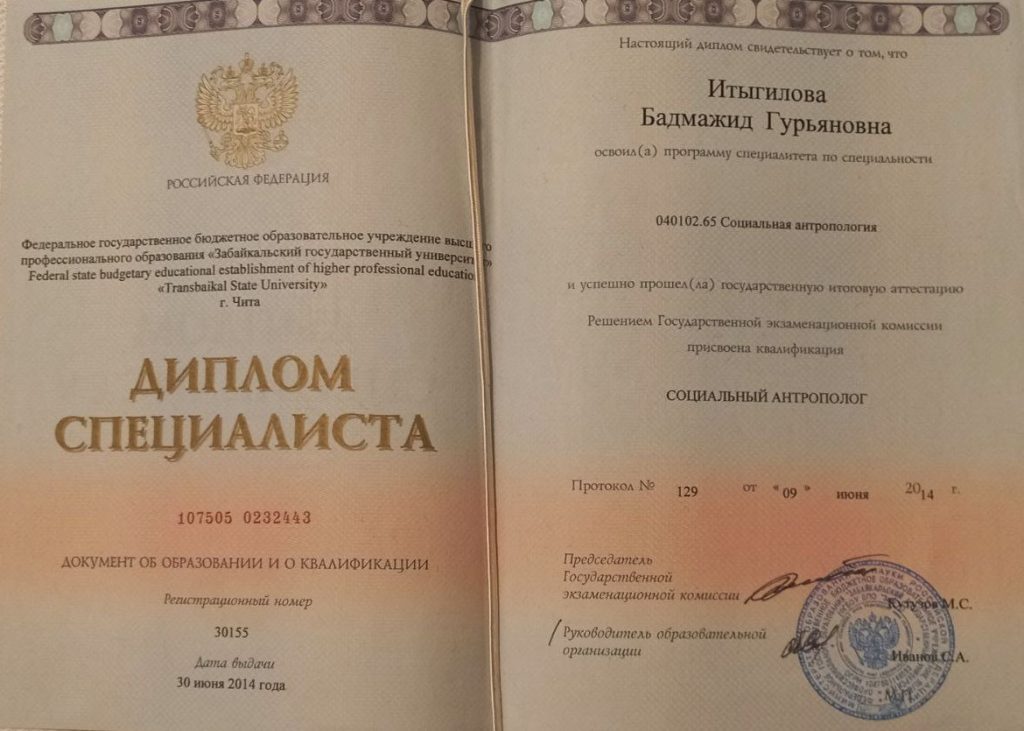 РОССИЙСКАЯ ФЕДЕРАЦИЯ
Федеральное государственное бюджетное образовательное учреждение высшего
профессионального образования «Забайкальский государственный университет»
Federal state budgetary educational establishment of higher professional education
«Transbaikal State University»
г. Чита
ДИПЛОМ
СПЕЦИАЛИСТА
107505 0232443
ДОКУМЕНТ ОБ ОБРАЗОВАНИИ И О КВАЛИФИКАЦИИ
Регистрационный номер
30155
Дата выдачи
30 июня 2014 года
Настоящий диплом свидетельствует о том, что
Итыгилова
Бадмажид Гурьяновна
освоил(а) программу специалитета по специальности
040102.65 Социальная антропология
и успешно прошел(ла) государственную итоговую аттестацию
Решением Государственной экзаменационной комиссии
присвоена квалификация
СОЦИАЛЬНЫЙ АНТРОПОЛОГ
Протокол № 129 от « 09 » июня 2014 г.
Председатель
Государственной
экзаменационной комиссии
Кутузов М.С.
Руководитель образовательной
организации
Иванов С.А.
М.П.